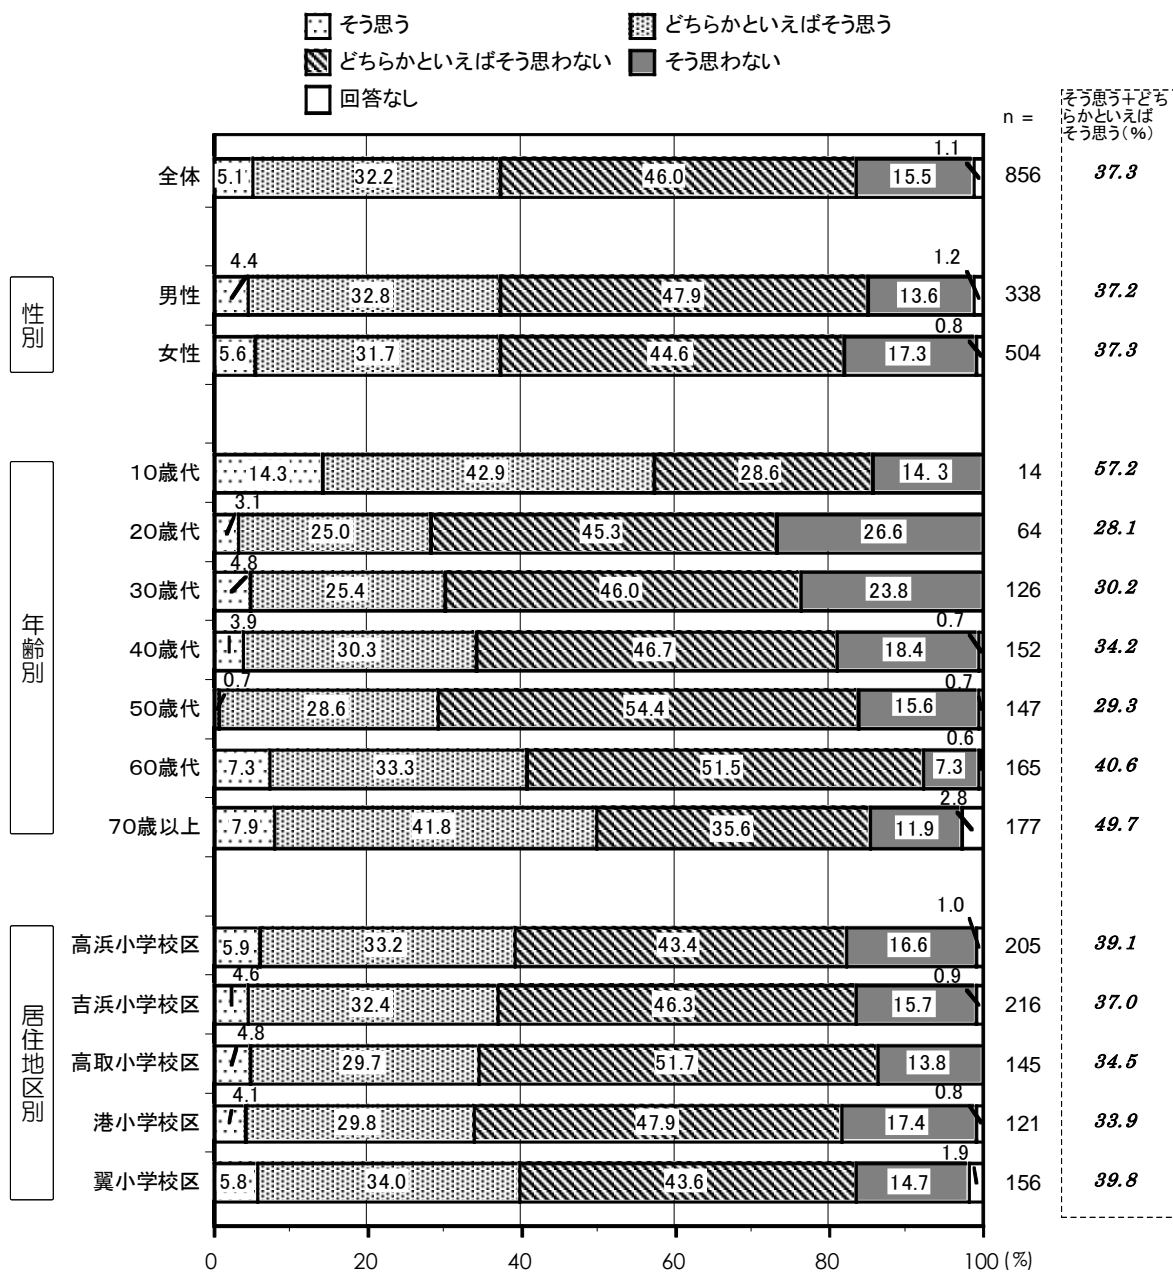 そう思う
どちらかといえばそう思う
どちらかといえばそう思わない
そう思わない
回答なし
n =
そう思う＋どち
らかといえば
そう思う(%)
全体 5.1 32.2 46.0 15.5 1.1 856 37.3
性別
男性 4.4 32.8 47.9 13.6 1.2 338 37.2
女性 5.6 31.7 44.6 17.3 0.8 504 37.3
年齢別
10歳代 14.3 42.9 28.6 14.3 14 57.2
20歳代 3.1 25.0 45.3 26.6 64 28.1
30歳代 4.8 25.4 46.0 23.8 126 30.2
40歳代 3.9 30.3 46.7 18.4 0.7 152 34.2
50歳代 0.7 28.6 54.4 15.6 0.7 147 29.3
60歳代 7.3 33.3 51.5 7.3 0.6 165 40.6
70歳以上 7.9 41.8 35.6 11.9 2.8 177 49.7
居住地区別
高浜小学校区 5.9 33.2 43.4 16.6 1.0 205 39.1
吉浜小学校区 4.6 32.4 46.3 15.7 0.9 216 37.0
高取小学校区 4.8 29.7 51.7 13.8 145 34.5
港小学校区 4.1 29.8 47.9 17.4 0.8 121 33.9
翼小学校区 5.8 34.0 43.6 14.7 1.9 156 39.8
0 20 40 60 80 100 (%)